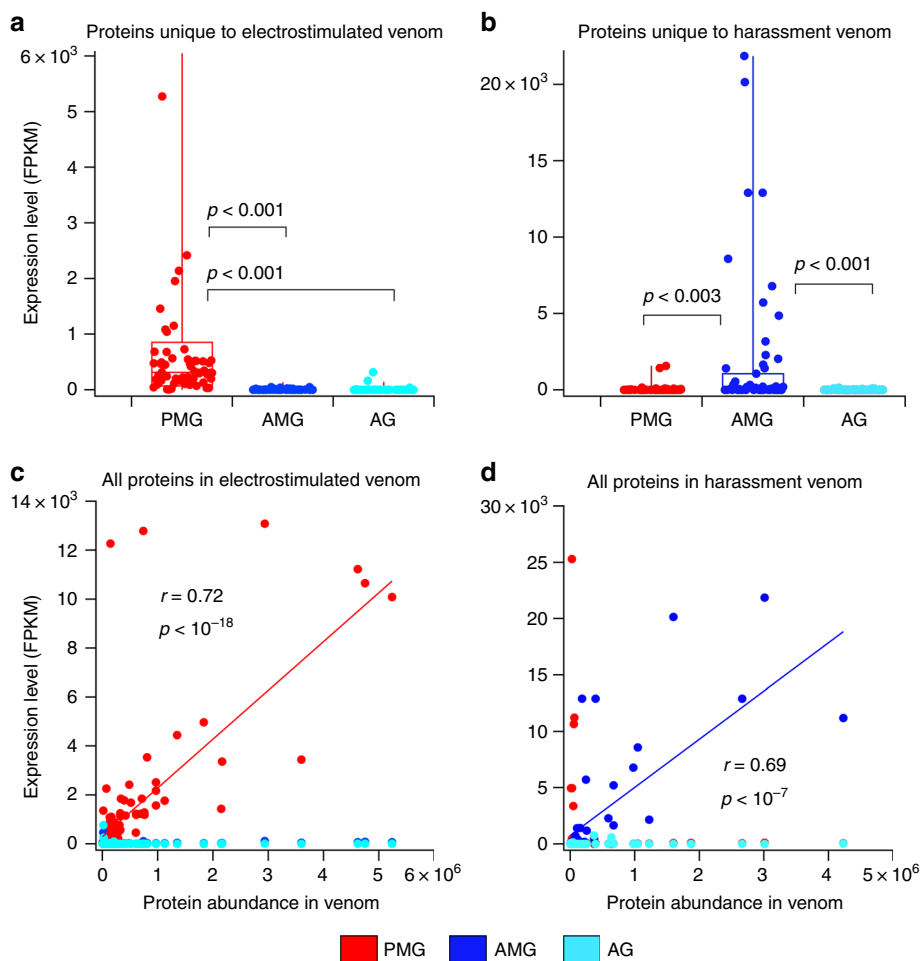 a Proteins unique to electrostimulated venom
6 × 10³
5
4
3
2
1
0
Expression level (FPKM)
p < 0.001
p < 0.001
PMG AMG AG
b Proteins unique to harassment venom
20 × 10³
15
10
5
0
p < 0.003
p < 0.001
PMG AMG AG
c All proteins in electrostimulated venom
14 × 10³
12
10
8
6
4
2
0
Expression level (FPKM)
r = 0.72
p < 10⁻¹⁸
0 1 2 3 4 5 6 × 10⁶
Protein abundance in venom
d All proteins in harassment venom
30 × 10³
25
20
15
10
5
0
r = 0.69
p < 10⁻⁷
0 1 2 3 4 5 × 10⁶
Protein abundance in venom
PMG AMG AG